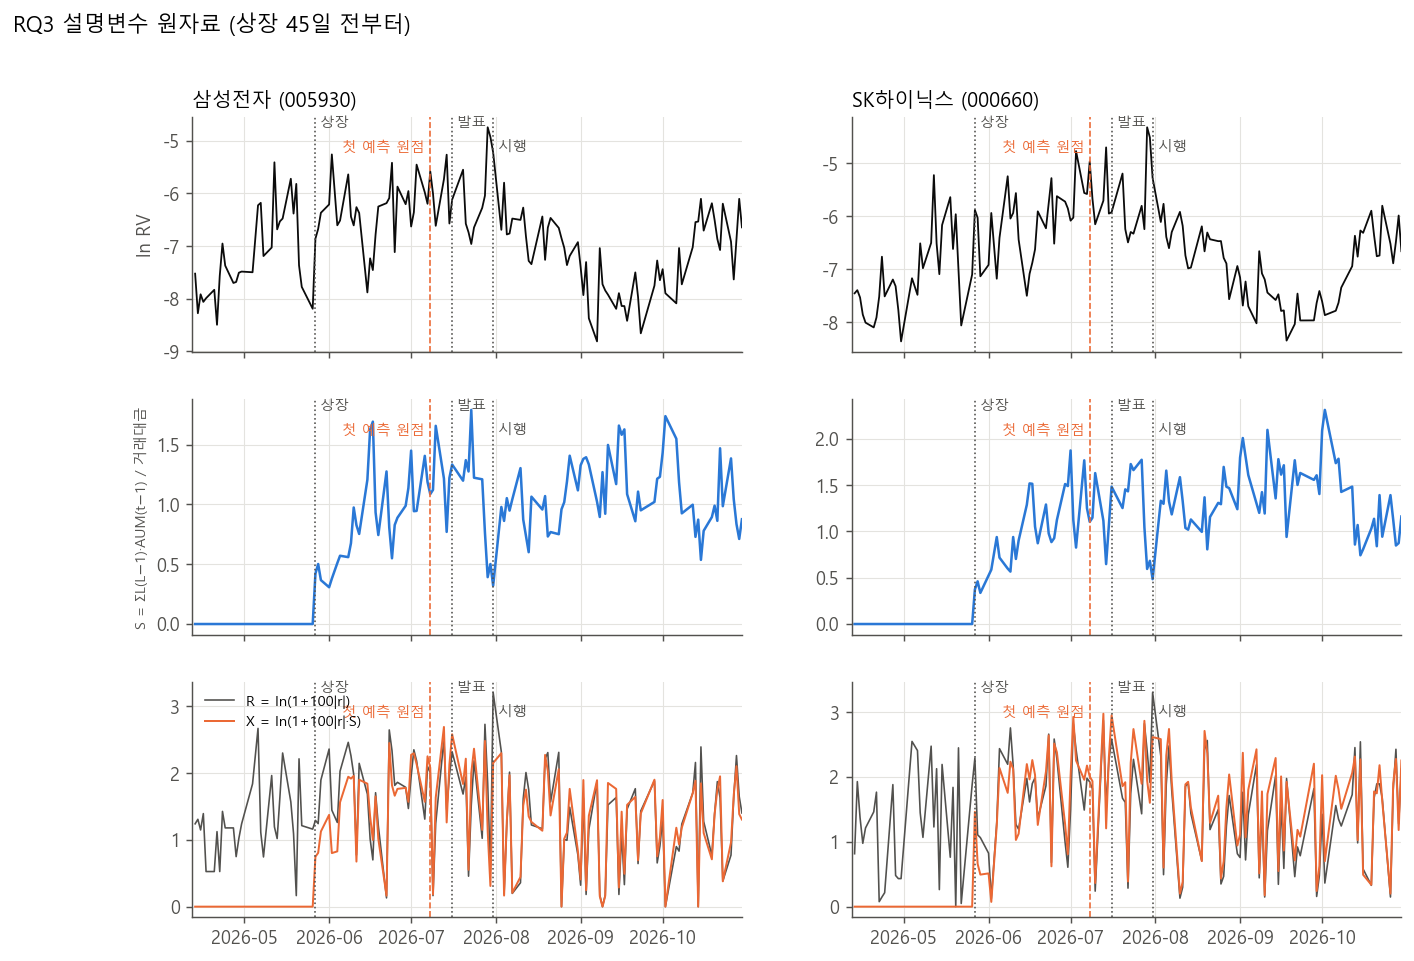 RQ3 설명변수 원자료 (상장 45일 전부터)
삼성전자 (005930)
상장
발표
첫 예측 원점
시행
-5
-6
-7
-8
-9
ln RV
SK하이닉스 (000660)
상장
발표
첫 예측 원점
시행
-5
-6
-7
-8
상장
발표
첫 예측 원점
시행
1.5
1.0
0.5
0.0
S = ΣL(L−1)·AUM(t−1) / 거래대금
상장
발표
첫 예측 원점
시행
2.0
1.5
1.0
0.5
0.0
상장
발표
R = ln(1+100|r|)
첫 예측 원점
시행
X = ln(1+100|r|·S)
3
2
1
0
2026-05 2026-06 2026-07 2026-08 2026-09 2026-10
상장
발표
첫 예측 원점
시행
3
2
1
0
2026-05 2026-06 2026-07 2026-08 2026-09 2026-10